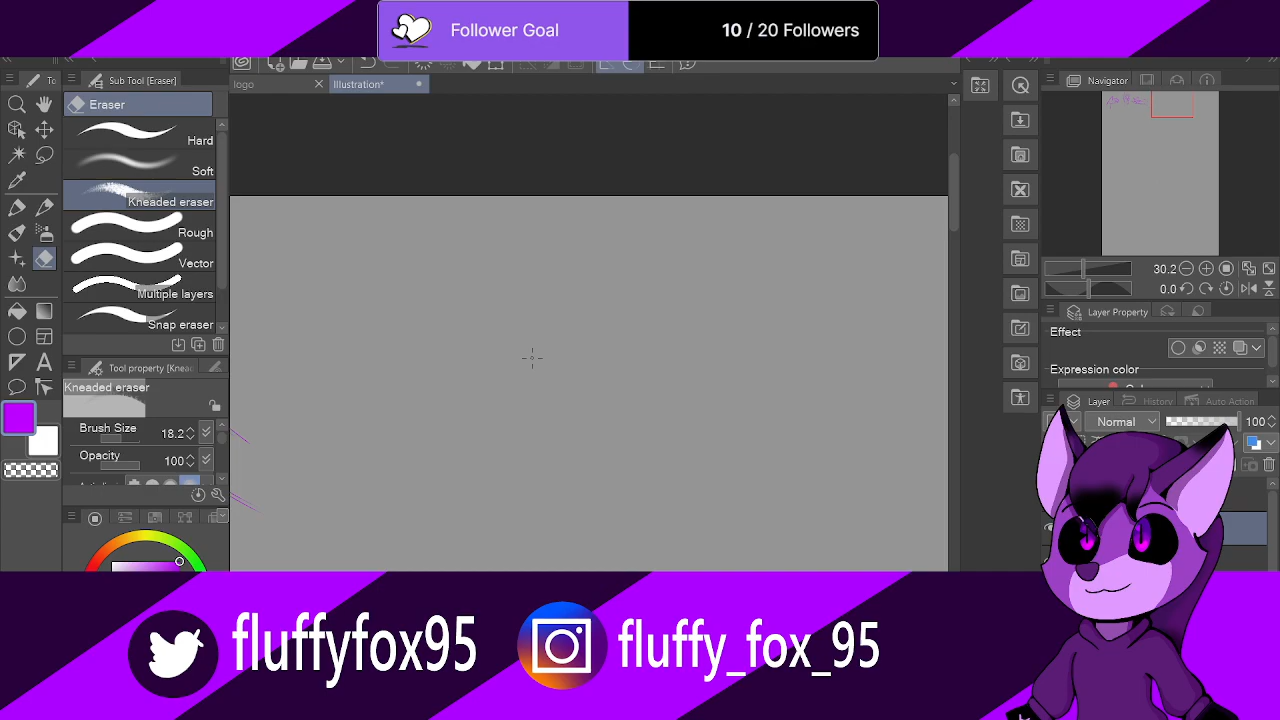 Follower Goal
10 / 20 Followers
Sub Tool [Eraser]
logo
Illustration*
Navigator
Eraser
Hard
Soft
Kneaded eraser
Rough
Vector
Multiple layers
Snap eraser
30.2
0.0
Layer Property
Effect
Expression color
Tool property [Knea
Kneaded eraser
Brush Size
18.2
Opacity
100
Layer
History
Auto Action
Normal
100
fluffyfox95
fluffy_fox_95